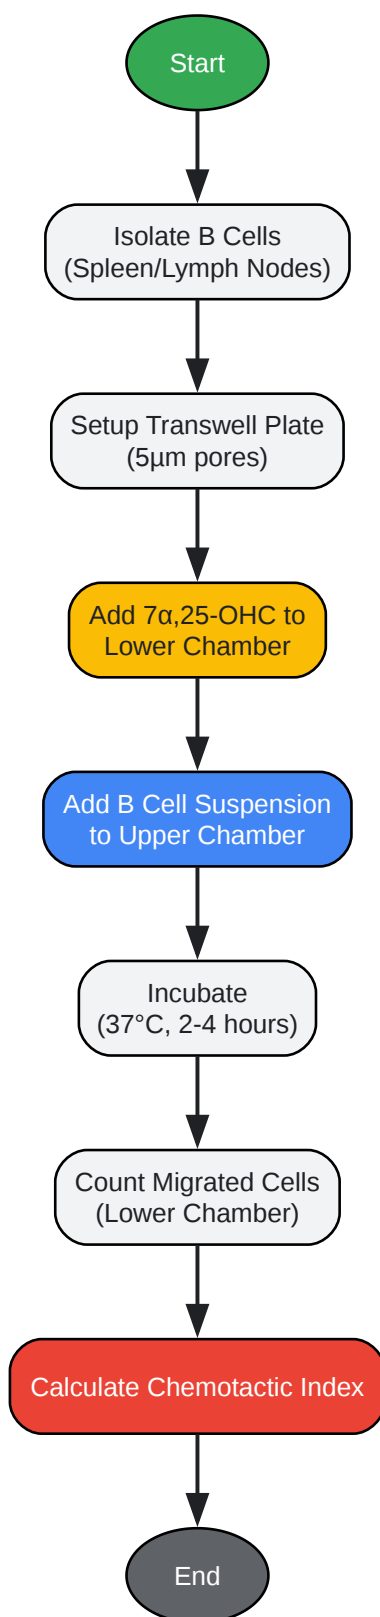 Start
Isolate B Cells
(Spleen/Lymph Nodes)
Setup Transwell Plate
(5µm pores)
Add 7α,25-OHC to
Lower Chamber
Add B Cell Suspension
to Upper Chamber
Incubate
(37°C, 2-4 hours)
Count Migrated Cells
(Lower Chamber)
Calculate Chemotactic Index
End